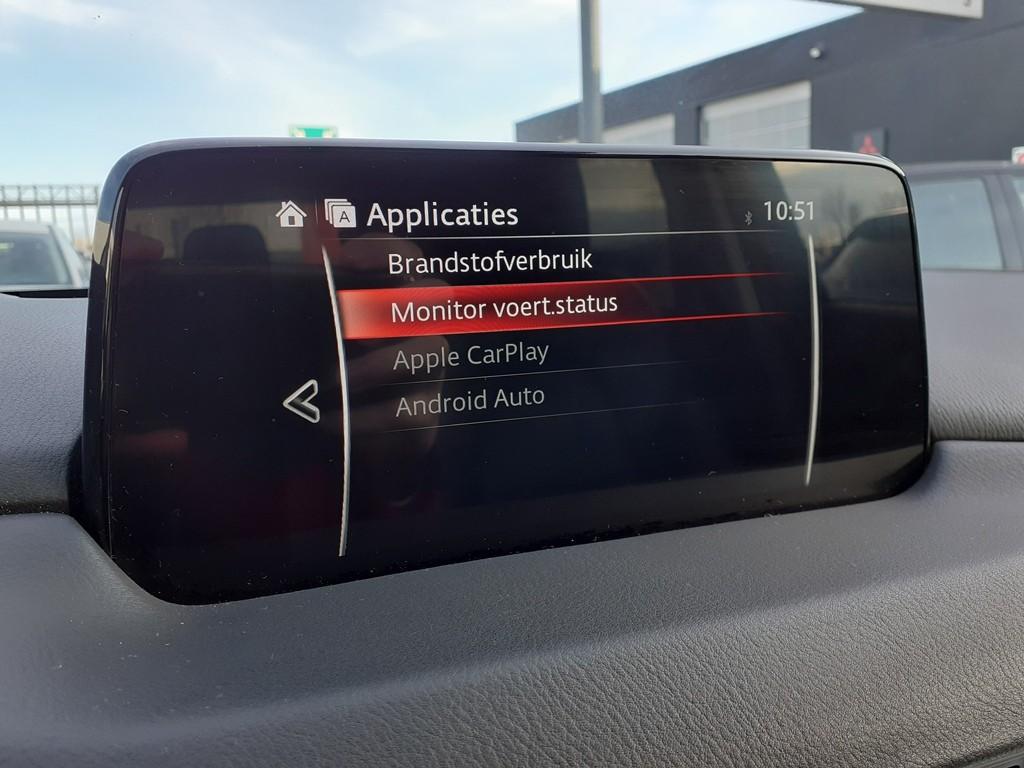 A Applicaties 10:51
Brandstofverbruik
Monitor voert.status
Apple CarPlay
Android Auto